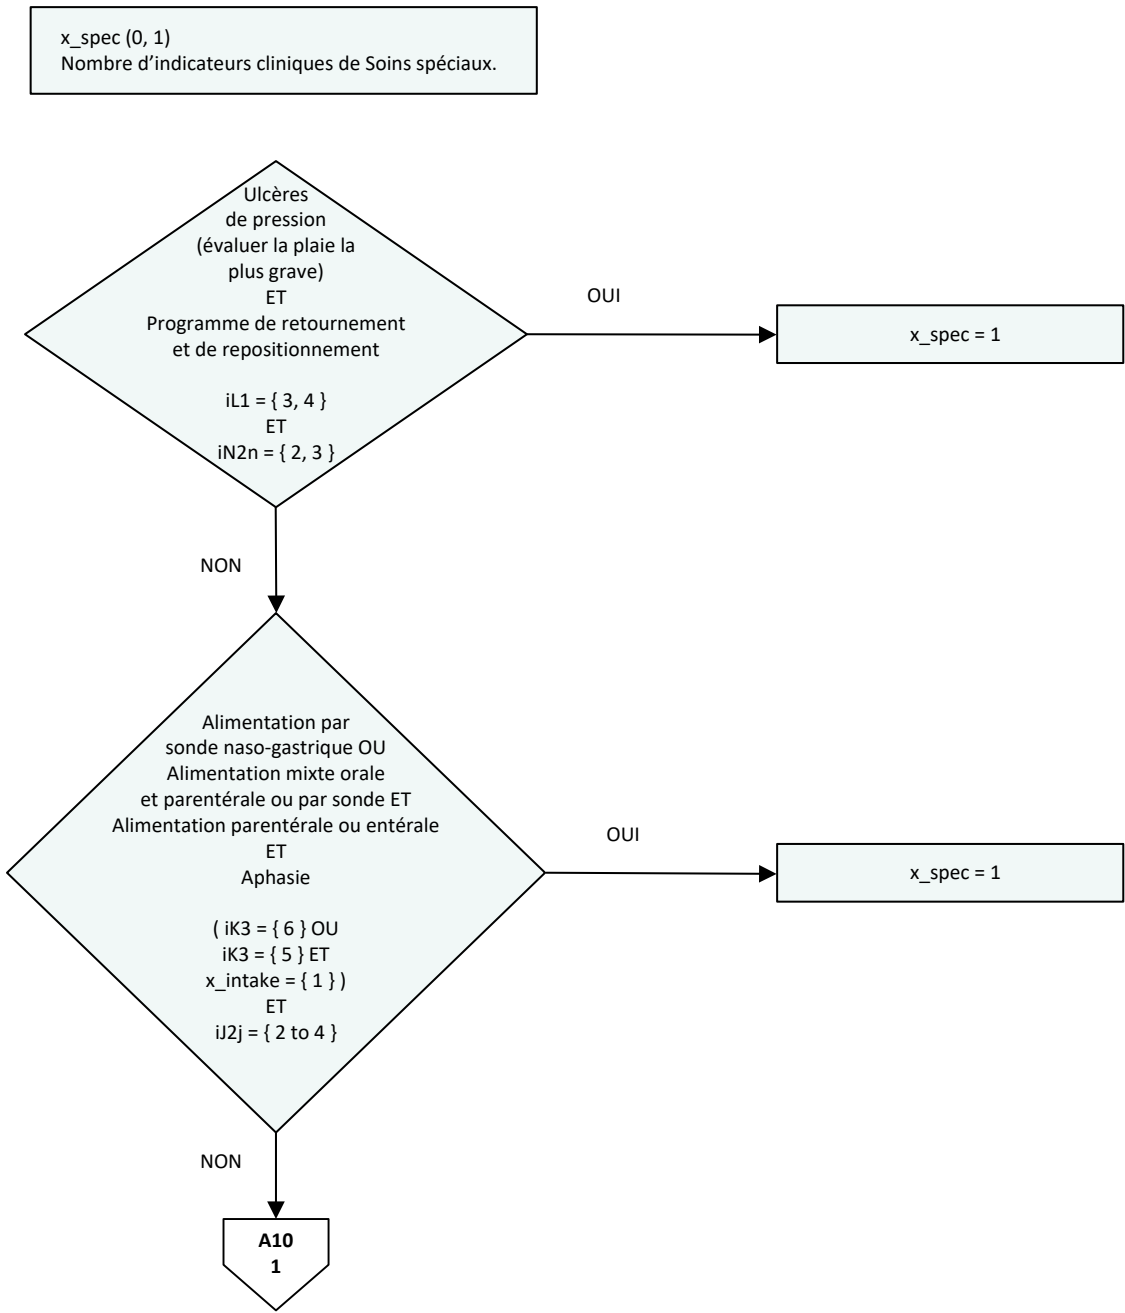 x_spec (0, 1)
Nombre d’indicateurs cliniques de Soins spéciaux.
Ulcères
de pression
(évaluer la plaie la
plus grave)
ET
Programme de retournement
et de repositionnement
iL1 = { 3, 4 }
ET
iN2n = { 2, 3 }
OUI
x_spec = 1
NON
Alimentation par
sonde naso-gastrique OU
Alimentation mixte orale
et parentérale ou par sonde ET
Alimentation parentérale ou entérale
ET
Aphasie
( iK3 = { 6 } OU
iK3 = { 5 } ET
x_intake = { 1 } )
ET
iJ2j = { 2 to 4 }
OUI
x_spec = 1
NON
A10
1